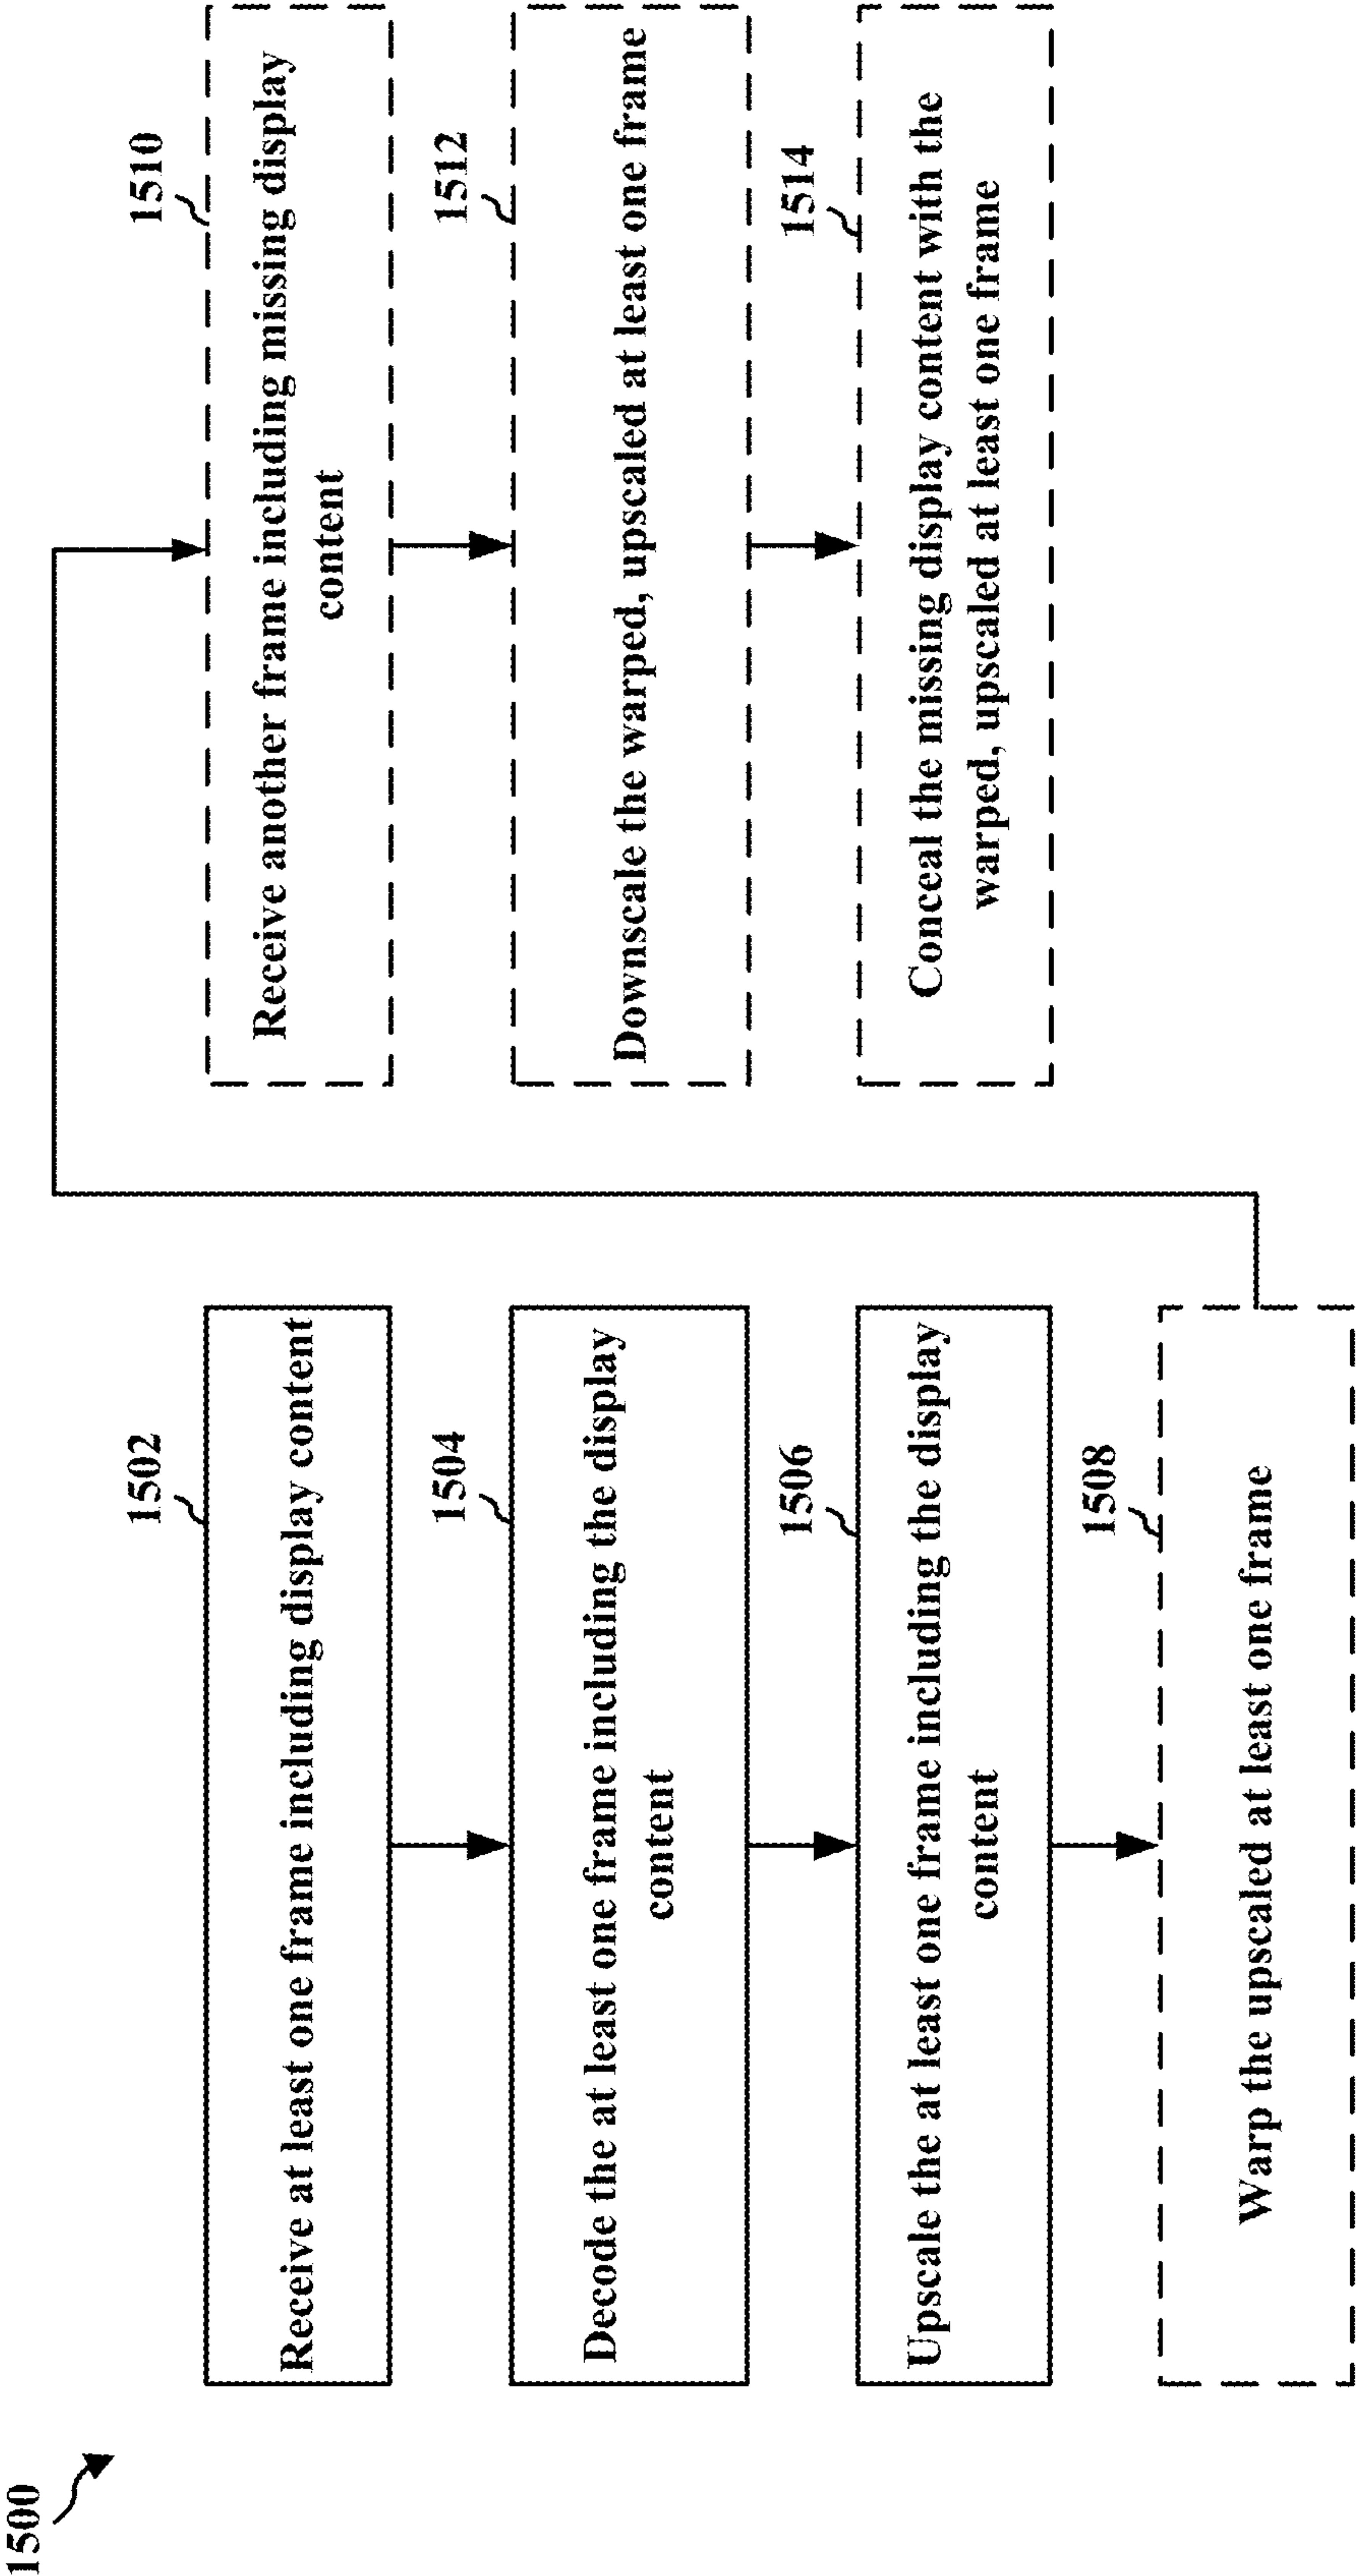 1500
1502
Receive at least one frame including display content
1504
Decode the at least one frame including the display
content
1506
Upscale the at least one frame including the display
content
1508
Warp the upscaled at least one frame
1510
Receive another frame including missing display
content
1512
Downscale the warped, upscaled at least one frame
1514
Conceal the missing display content with the
warped, upscaled at least one frame